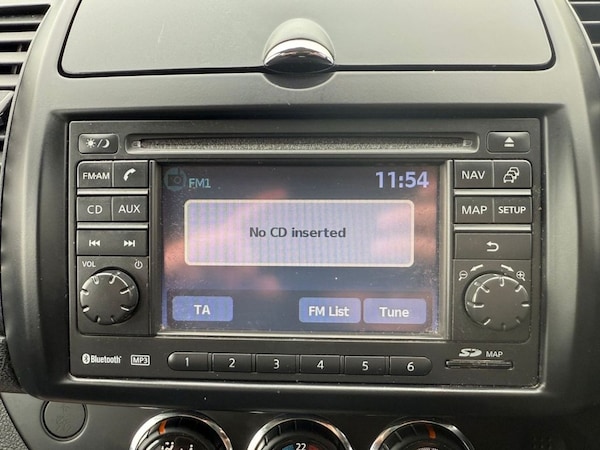 FM·AM
CD AUX
VOL
FM1 11:54
No CD inserted
TA FM List Tune
NAV
MAP SETUP
Bluetooth MP3
1 2 3 4 5 6
SD MAP
22